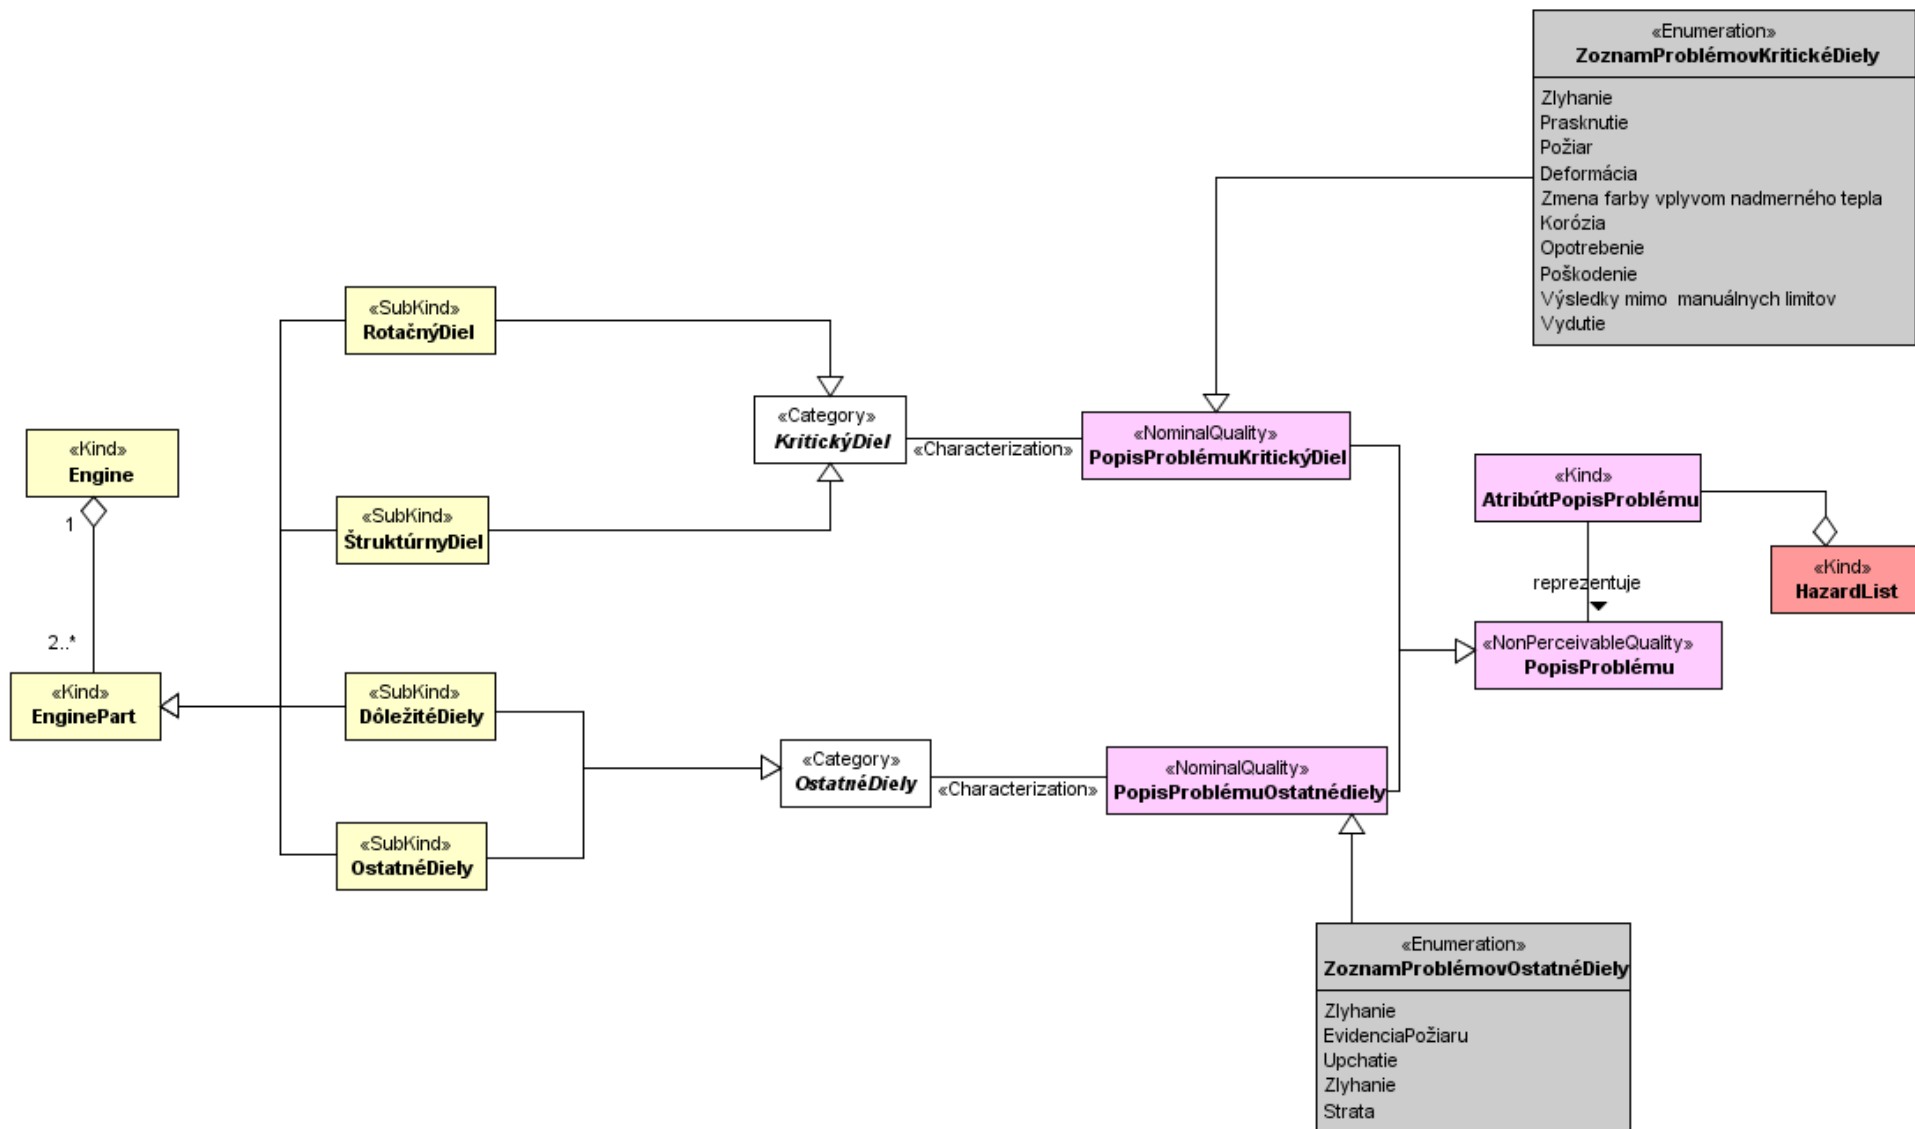 «Enumeration»
ZoznamProblémovKritickéDiely
Zlyhanie
Prasknutie
Požiar
Deformácia
Zmena farby vplyvom nadmerného tepla
Korózia
Opotrebenie
Poškodenie
Výsledky mimo  manuálnych limitov
Vydutie
«SubKind»
RotačnýDiel
«Category»
KritickýDiel
«Characterization»
«NominalQuality»
PopisProblémuKritickýDiel
«Kind»
Engine
1
2..*
«Kind»
EnginePart
«SubKind»
ŠtruktúrnyDiel
«Kind»
AtribútPopisProblému
reprezentuje
«Kind»
HazardList
«NonPerceivableQuality»
PopisProblému
«SubKind»
DôležitéDiely
«Category»
OstatnéDiely
«Characterization»
«NominalQuality»
PopisProblémuOstatnédiely
«SubKind»
OstatnéDiely
«Enumeration»
ZoznamProblémovOstatnéDiely
Zlyhanie
EvidenciaPožiaru
Upchatie
Zlyhanie
Strata